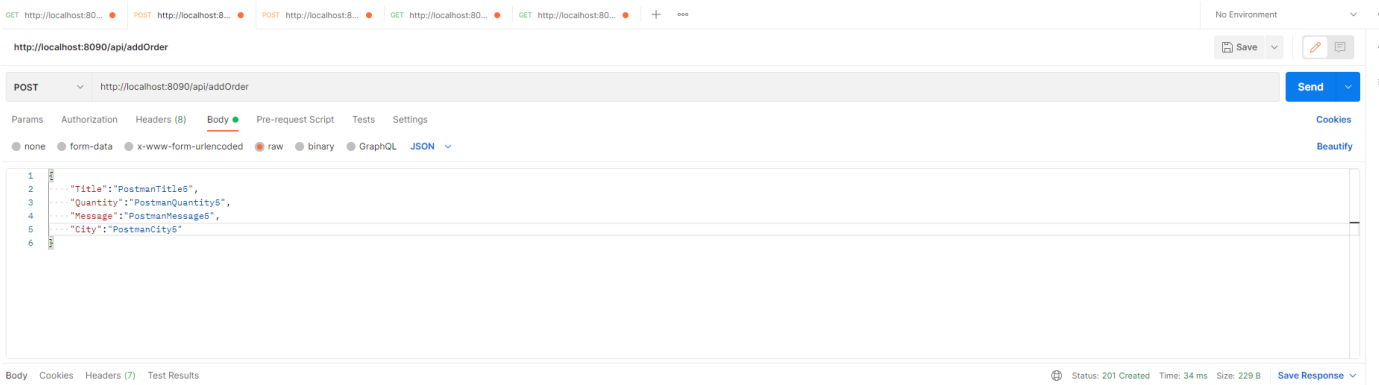 GET http://localhost:80... POST http://localhost:8... POST http://localhost:8... GET http://localhost:80... GET http://localhost:80... + ooo No Environment
http://localhost:8090/api/addOrder Save
POST http://localhost:8090/api/addOrder Send
Params Authorization Headers (8) Body Pre-request Script Tests Settings Cookies
none form-data x-www-form-urlencoded raw binary GraphQL JSON Beautify
1 {
2 "Title":"PostmanTitle5",
3 "Quantity":"PostmanQuantity5",
4 "Message":"PostmanMessage5",
5 "City":"PostmanCity5"
6 }
Body Cookies Headers (7) Test Results Status: 201 Created Time: 34 ms Size: 229 B Save Response